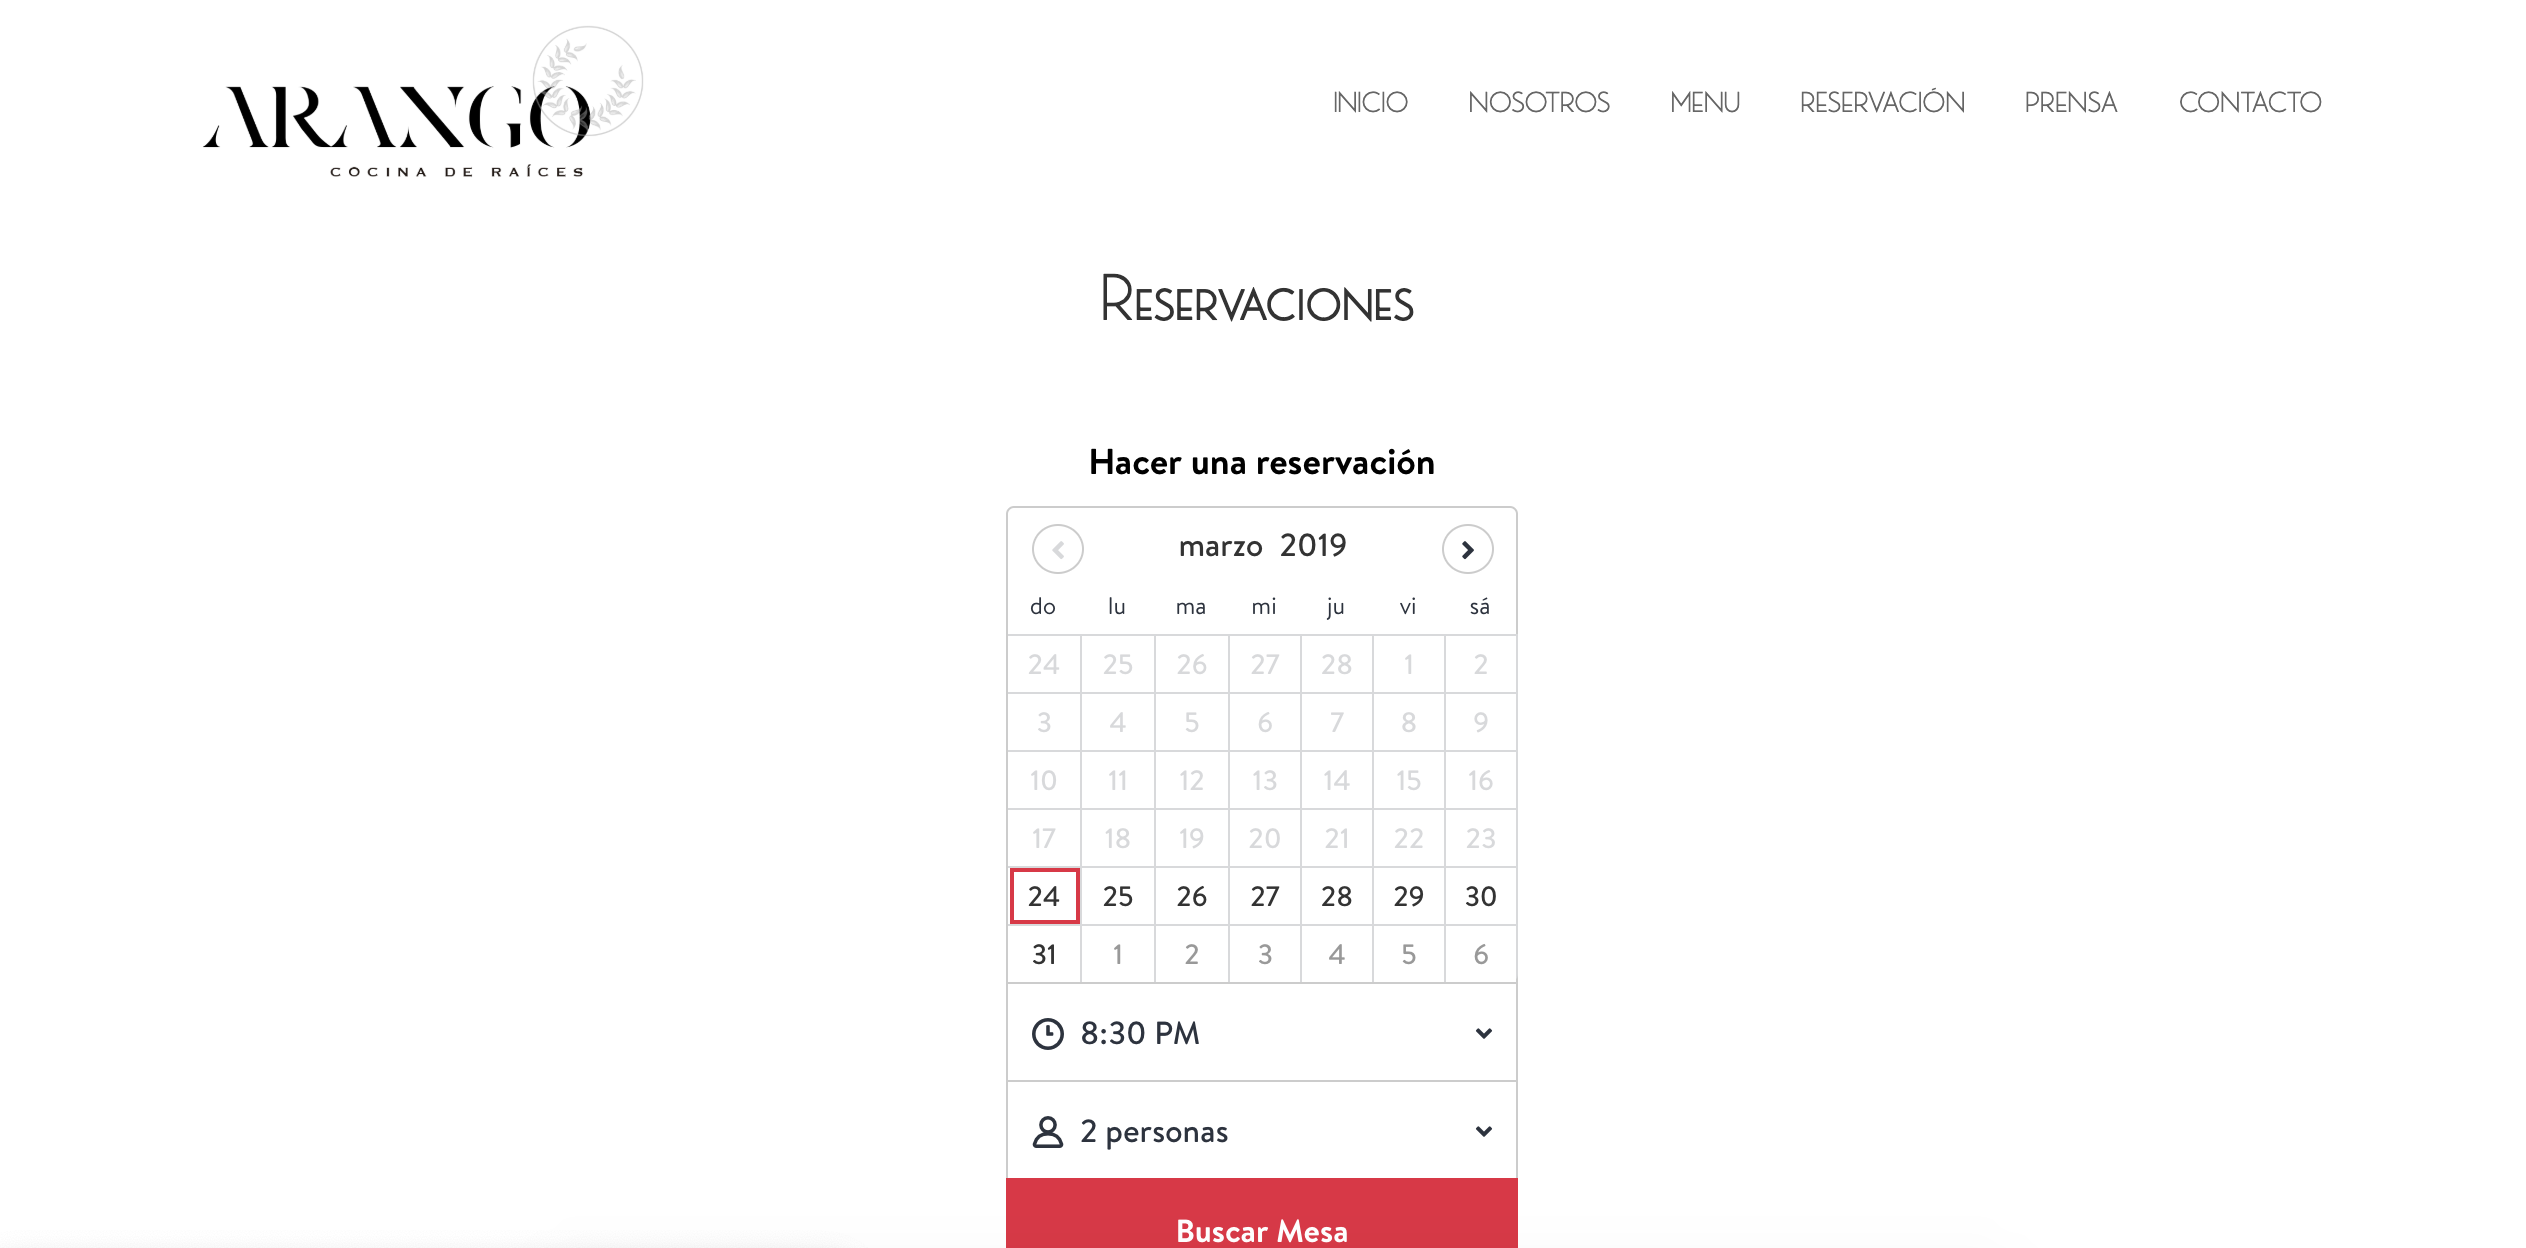 ARANGO
COCINA DE RAÍCES
INICIO NOSOTROS MENU RESERVACIÓN PRENSA CONTACTO
RESERVACIONES
Hacer una reservación
marzo 2019
do lu ma mi ju vi sá
24 25 26 27 28 1 2
3 4 5 6 7 8 9
10 11 12 13 14 15 16
17 18 19 20 21 22 23
24 25 26 27 28 29 30
31 1 2 3 4 5 6
8:30 PM
2 personas
Buscar Mesa